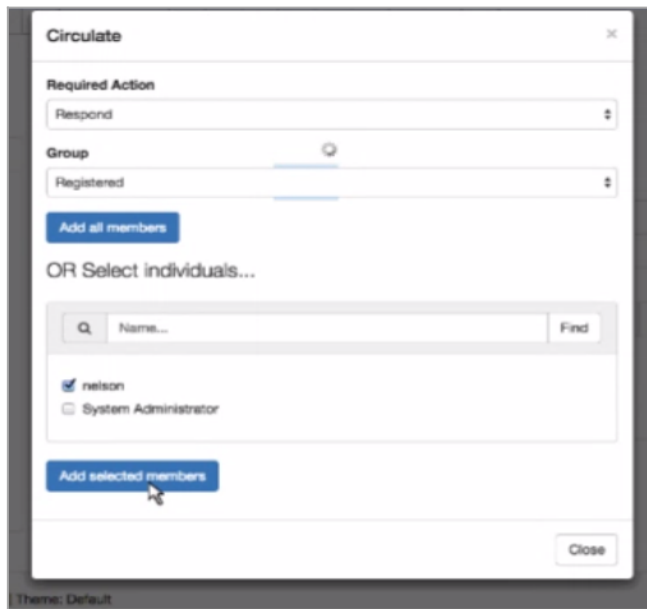 Circulate
×
Required Action
Respond
Group
Registered
Add all members
OR Select individuals...
Name...
Find
nelson
System Administrator
Add selected members
Close
| Theme: Default